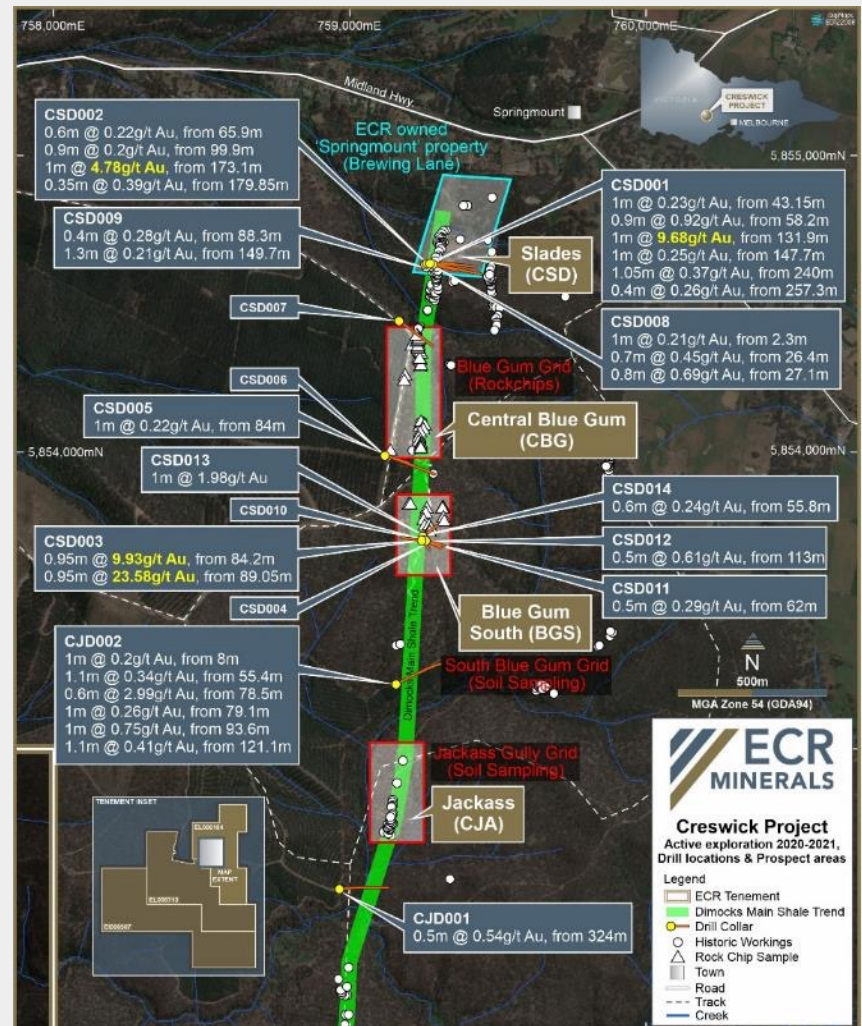 758,000mE
759,000mE
760,000mE
Midland Hwy
Springmount
VICTORIA
CRESWICK
PROJECT
MELBOURNE
5,855,000mN
ECR owned
'Springmount' property
(Brewing Lane)
CSD002
0.6m @ 0.22g/t Au, from 65.9m
0.9m @ 0.2g/t Au, from 99.9m
1m @ 4.78g/t Au, from 173.1m
0.35m @ 0.39g/t Au, from 179.85m
CSD009
0.4m @ 0.28g/t Au, from 88.3m
1.3m @ 0.21g/t Au, from 149.7m
CSD001
1m @ 0.23g/t Au, from 43.15m
0.9m @ 0.92g/t Au, from 58.2m
1m @ 9.68g/t Au, from 131.9m
1m @ 0.25g/t Au, from 147.7m
1.05m @ 0.37g/t Au, from 240m
0.4m @ 0.26g/t Au, from 257.3m
Slades
(CSD)
CSD007
CSD008
1m @ 0.21g/t Au, from 2.3m
0.7m @ 0.45g/t Au, from 26.4m
0.8m @ 0.69g/t Au, from 27.1m
Blue Gum Grid
(Rockchips)
CSD006
CSD005
1m @ 0.22g/t Au, from 84m
Central Blue Gum
(CBG)
5,854,000mN
5,854,000mN
CSD013
1m @ 1.98g/t Au
CSD010
CSD014
0.6m @ 0.24g/t Au, from 55.8m
CSD003
0.95m @ 9.93g/t Au, from 84.2m
0.95m @ 23.58g/t Au, from 89.05m
CSD012
0.5m @ 0.61g/t Au, from 113m
CSD004
CSD011
0.5m @ 0.29g/t Au, from 62m
Blue Gum
South (BGS)
Dimocks Main Shale Trend
CJD002
1m @ 0.2g/t Au, from 8m
1.1m @ 0.34g/t Au, from 55.4m
0.6m @ 2.99g/t Au, from 78.5m
1m @ 0.26g/t Au, from 79.1m
1m @ 0.75g/t Au, from 93.6m
1.1m @ 0.41g/t Au, from 121.1m
South Blue Gum Grid
(Soil Sampling)
N
500m
MGA Zone 54 (GDA94)
Jackass Gully Grid
(Soil Sampling)
Jackass
(CJA)
CJD001
0.5m @ 0.54g/t Au, from 324m
TENEMENT INSET
MAP
EXTENT
ECR
MINERALS
Creswick Project
Active exploration 2020-2021,
Drill locations & Prospect areas
Legend
ECR Tenement
Dimocks Main Shale Trend
Drill Collar
Historic Workings
Rock Chip Sample
Town
Road
Track
Creek